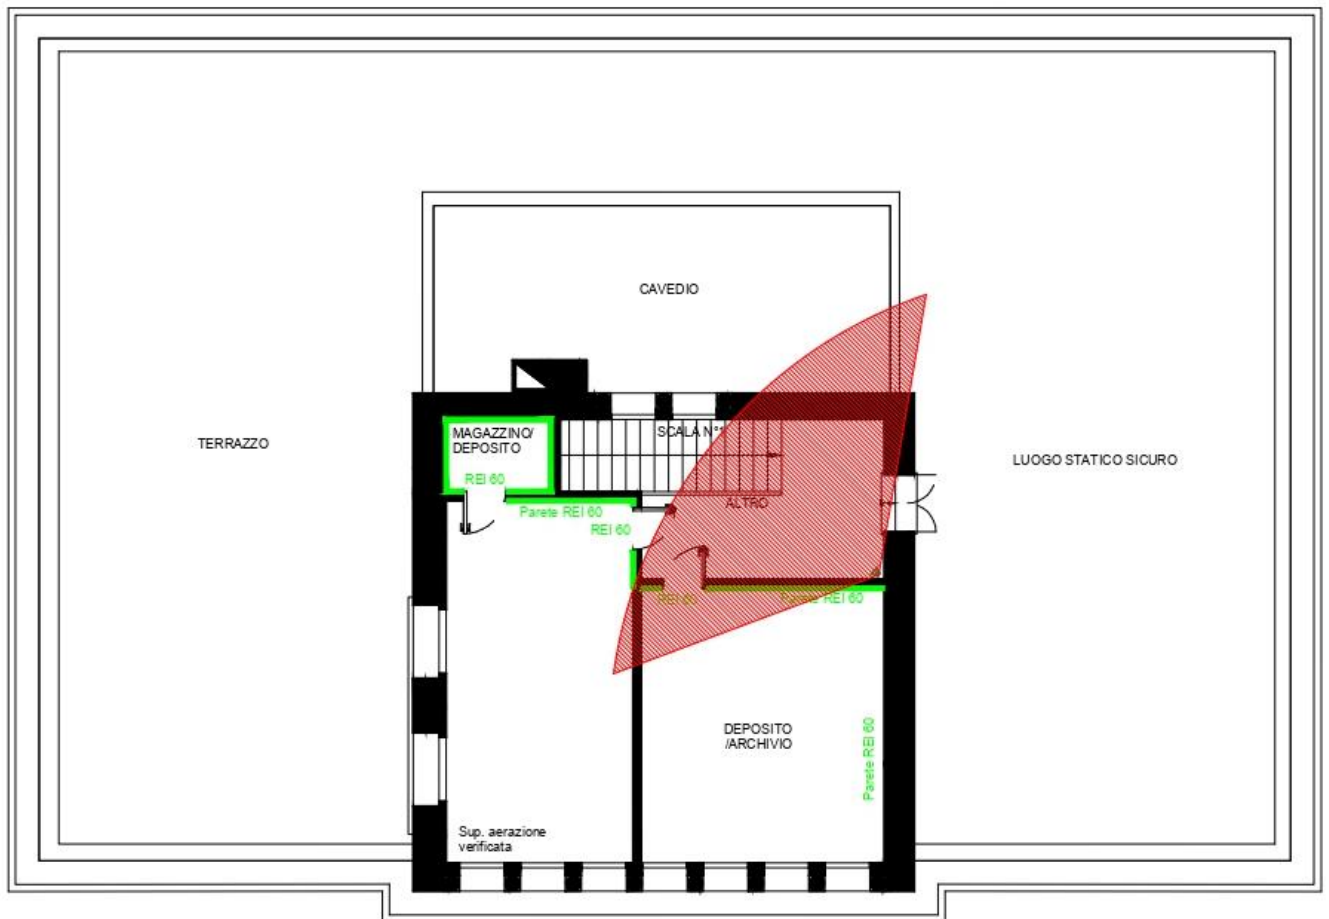 CAVEDIO
MAGAZZINO/
DEPOSITO
REI 60
SCALA N°1
TERRAZZO
LUOGO STATICO SICURO
ALTRO
Parete REI 60
REI 60
REI 60
Parete REI 60
DEPOSITO
/ARCHIVIO
Parete REI 60
Sup. aerazione
verificata